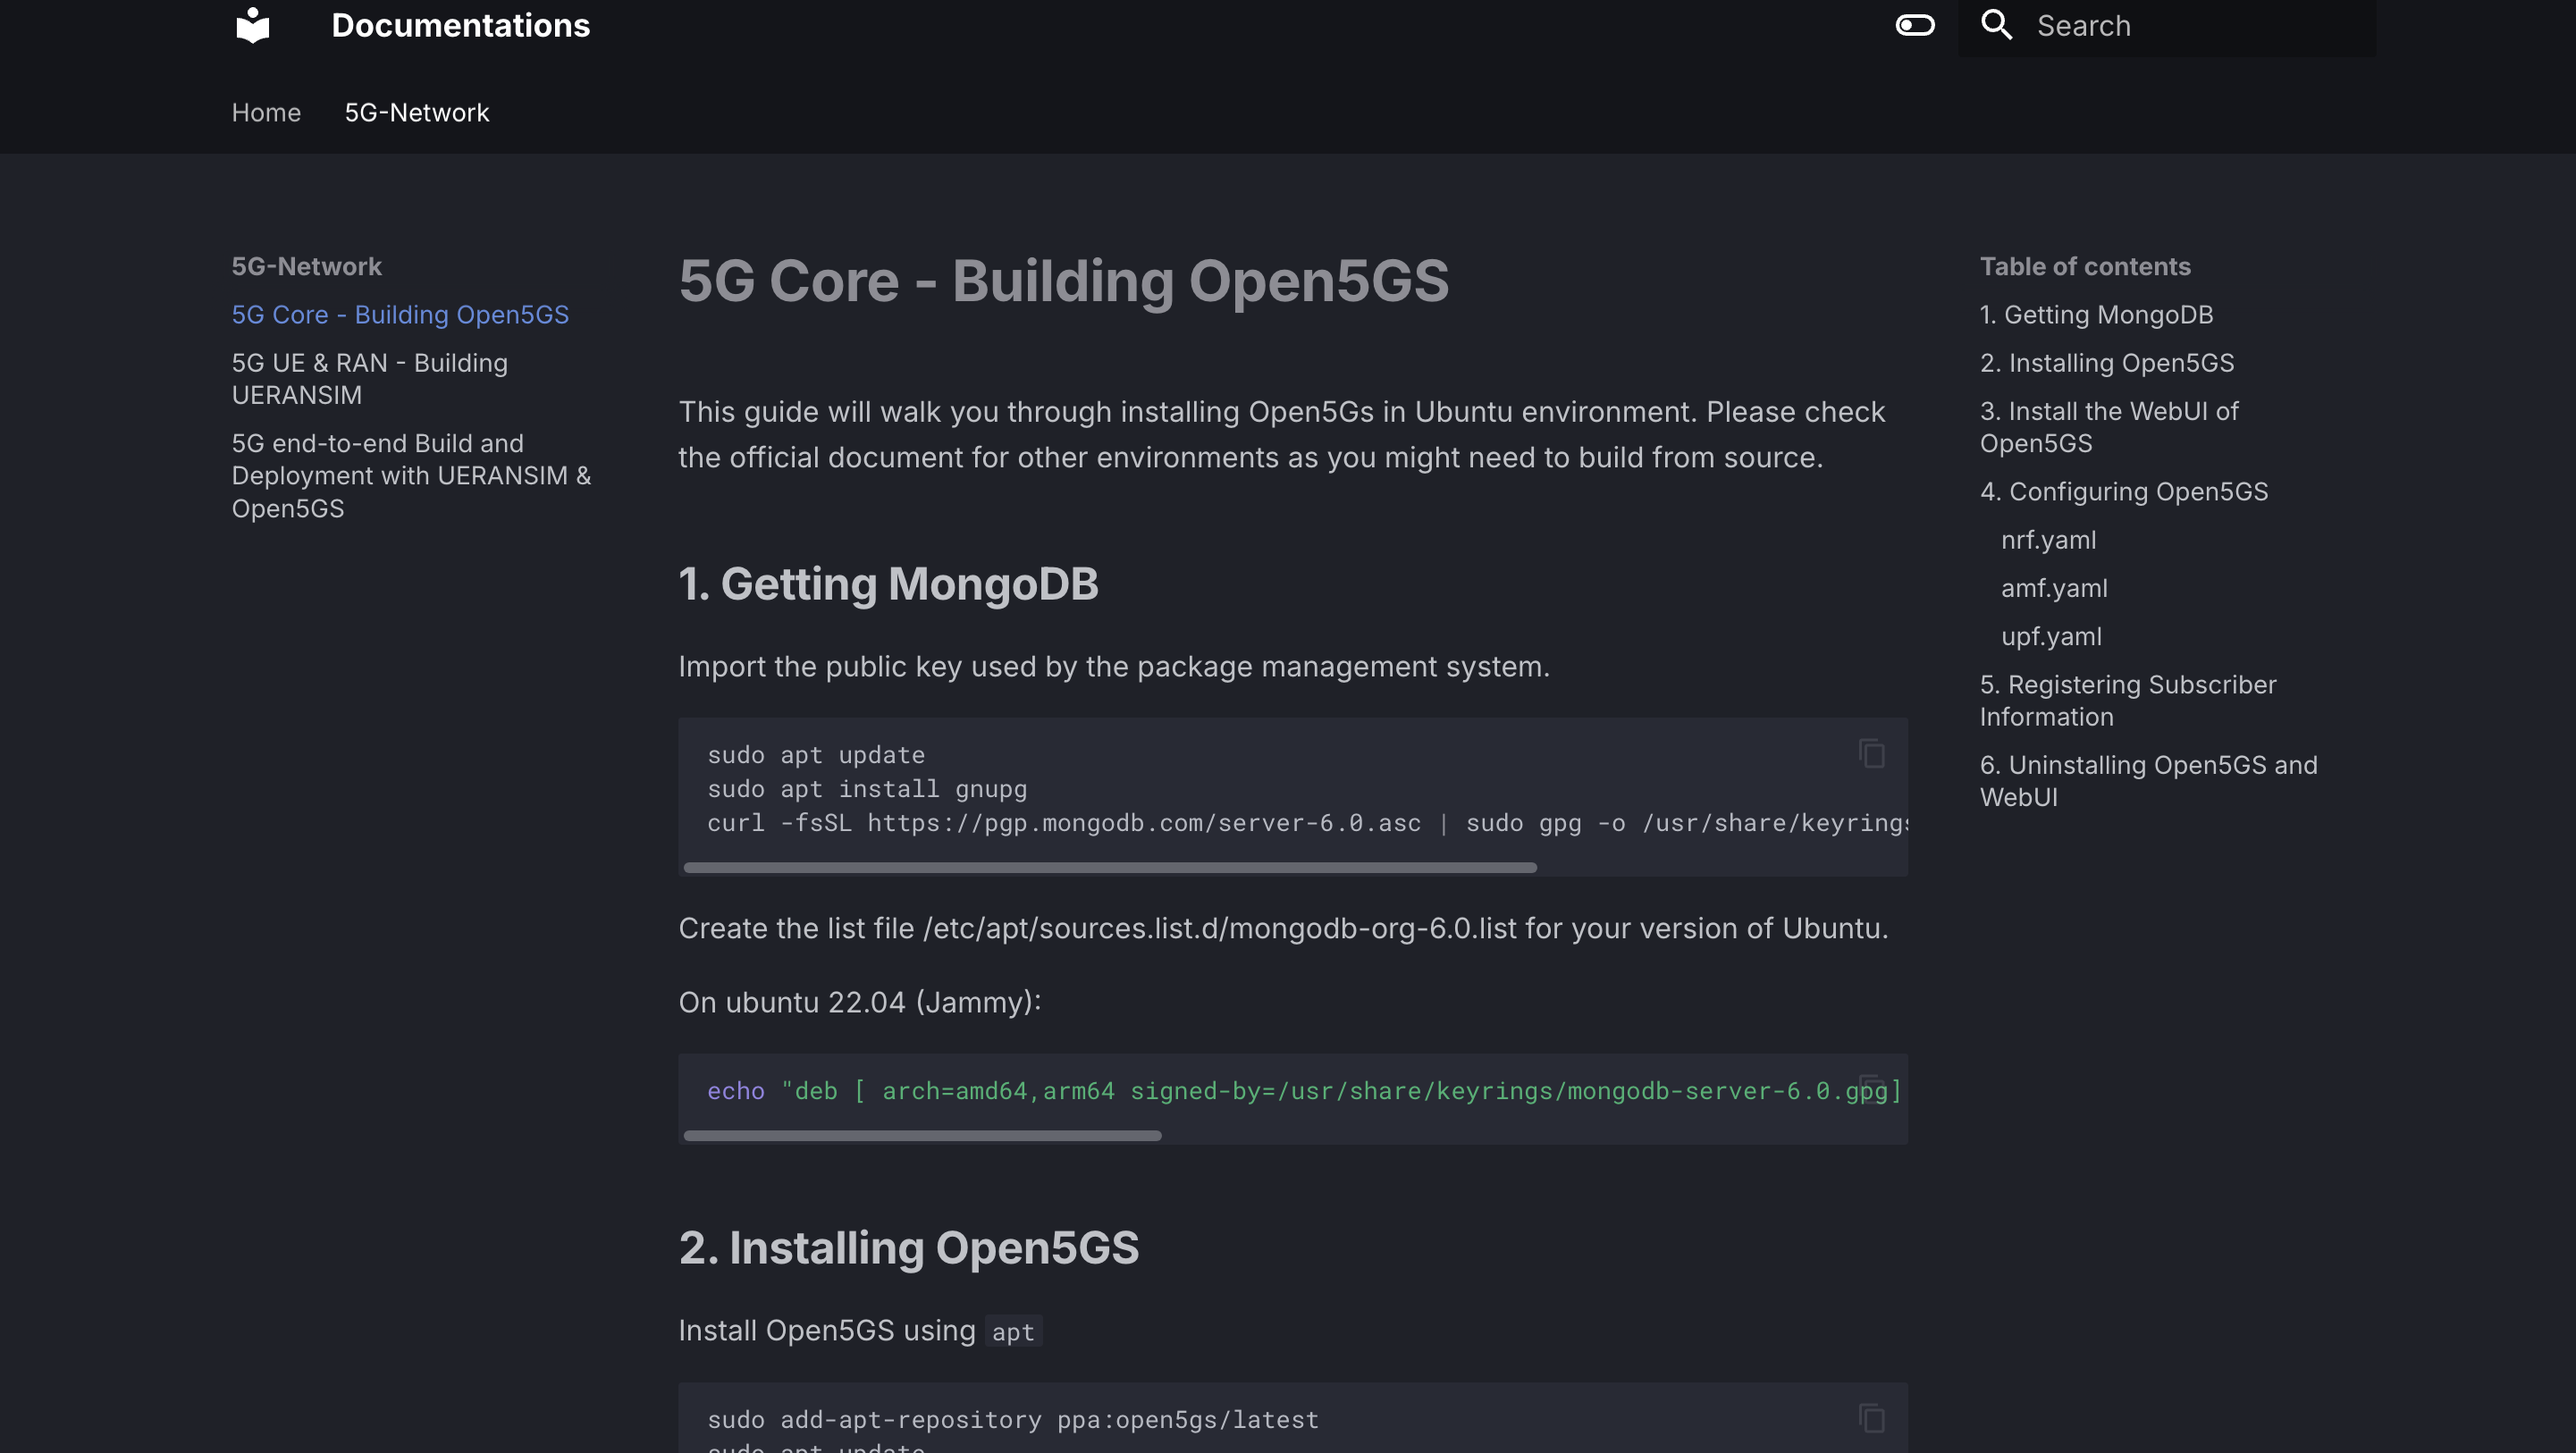 Documentations
Search
Home
5G-Network
5G-Network
5G Core - Building Open5GS
5G UE & RAN - Building
UERANSIM
5G end-to-end Build and
Deployment with UERANSIM &
Open5GS
5G Core - Building Open5GS
This guide will walk you through installing Open5Gs in Ubuntu environment. Please check
the official document for other environments as you might need to build from source.
1. Getting MongoDB
Import the public key used by the package management system.
sudo apt update
sudo apt install gnupg
curl -fsSL https://pgp.mongodb.com/server-6.0.asc | sudo gpg -o /usr/share/keyrings
Create the list file /etc/apt/sources.list.d/mongodb-org-6.0.list for your version of Ubuntu.
On ubuntu 22.04 (Jammy):
echo "deb [ arch=amd64,arm64 signed-by=/usr/share/keyrings/mongodb-server-6.0.gpg]
2. Installing Open5GS
Install Open5GS using apt
sudo add-apt-repository ppa:open5gs/latest
sudo apt update
Table of contents
1. Getting MongoDB
2. Installing Open5GS
3. Install the WebUI of
Open5GS
4. Configuring Open5GS
nrf.yaml
amf.yaml
upf.yaml
5. Registering Subscriber
Information
6. Uninstalling Open5GS and
WebUI